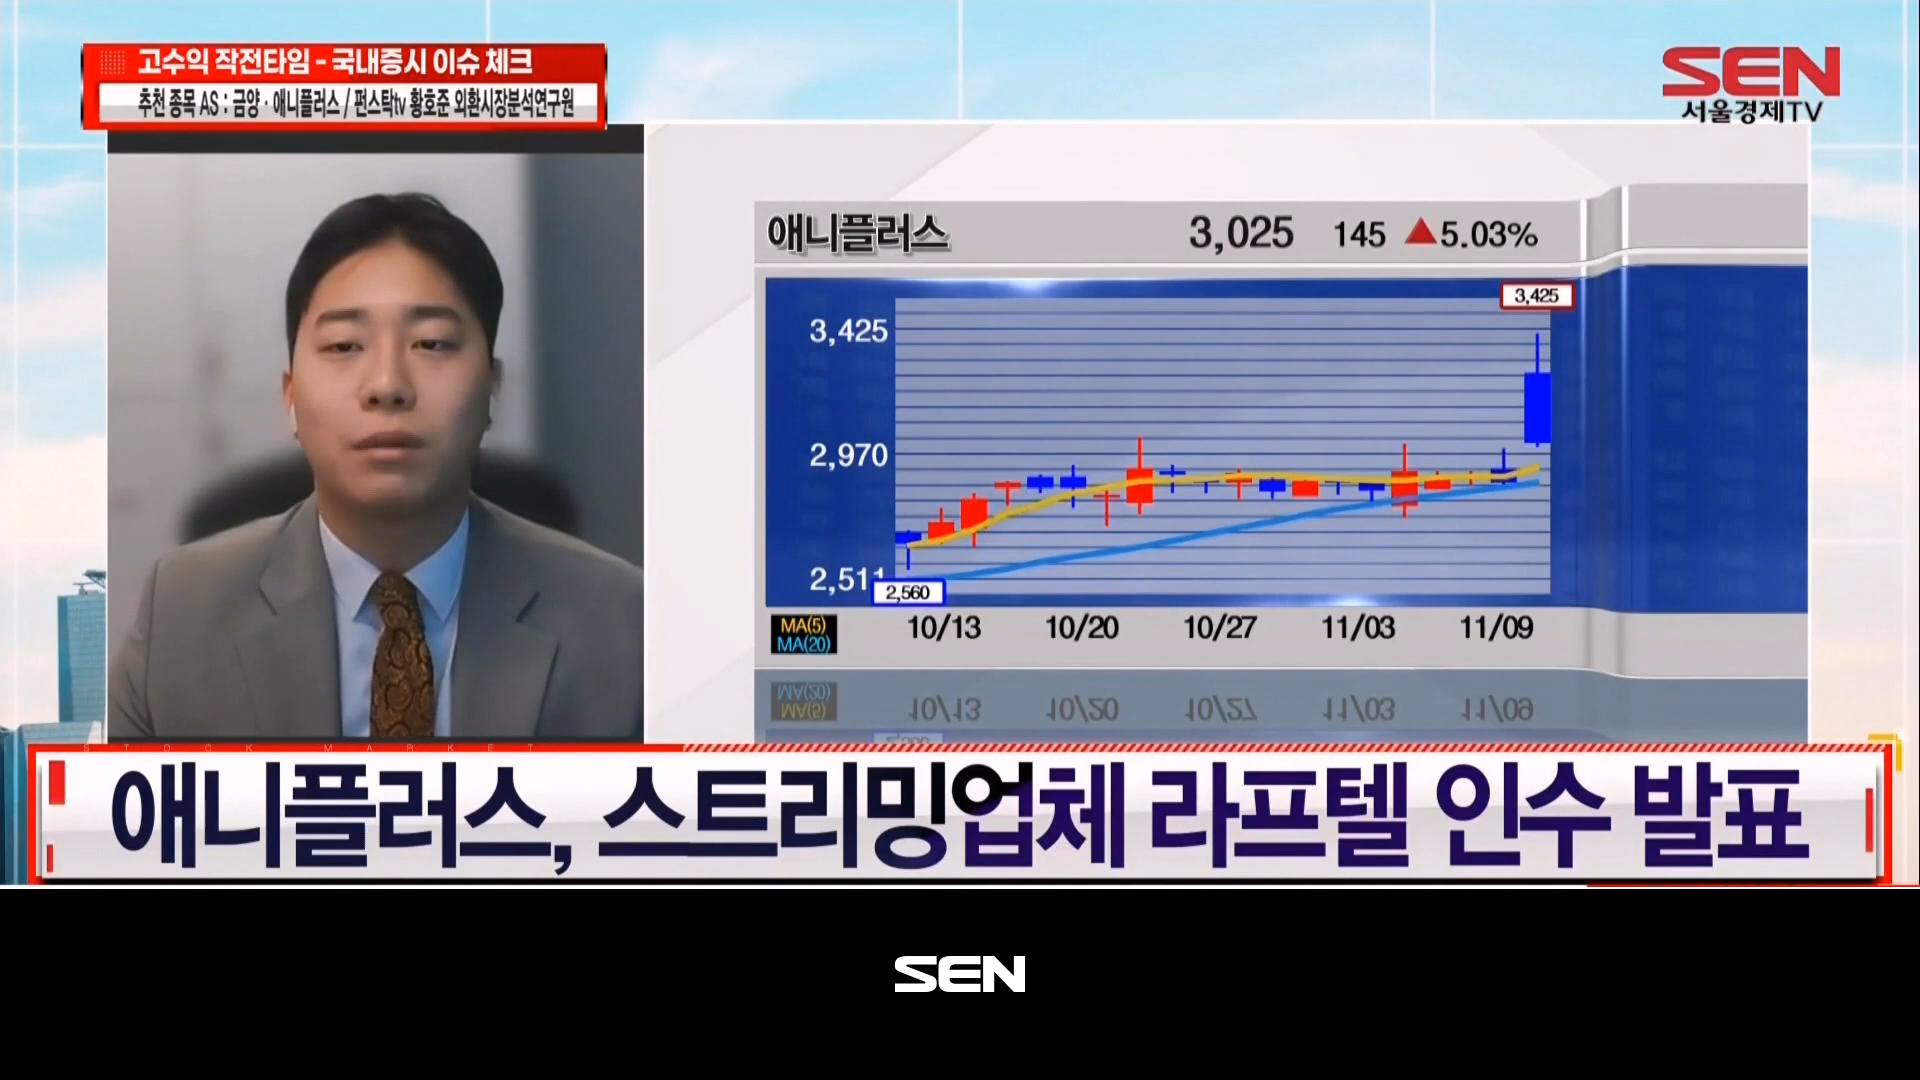 고수익 작전타임 - 국내증시 이슈 체크
추천 종목 AS : 금양 · 애니플러스 / 펀스탁tv 황호준 외환시장분석연구원
SEN
서울경제TV
애니플러스 3,025 145 ▲5.03%
3,425
3,425
2,970
2,511
2,560
MA(5)
MA(20)
10/13 10/20 10/27 11/03 11/09
STOCK MARKET
애니플러스, 스트리밍업체 라프텔 인수 발표
SEN